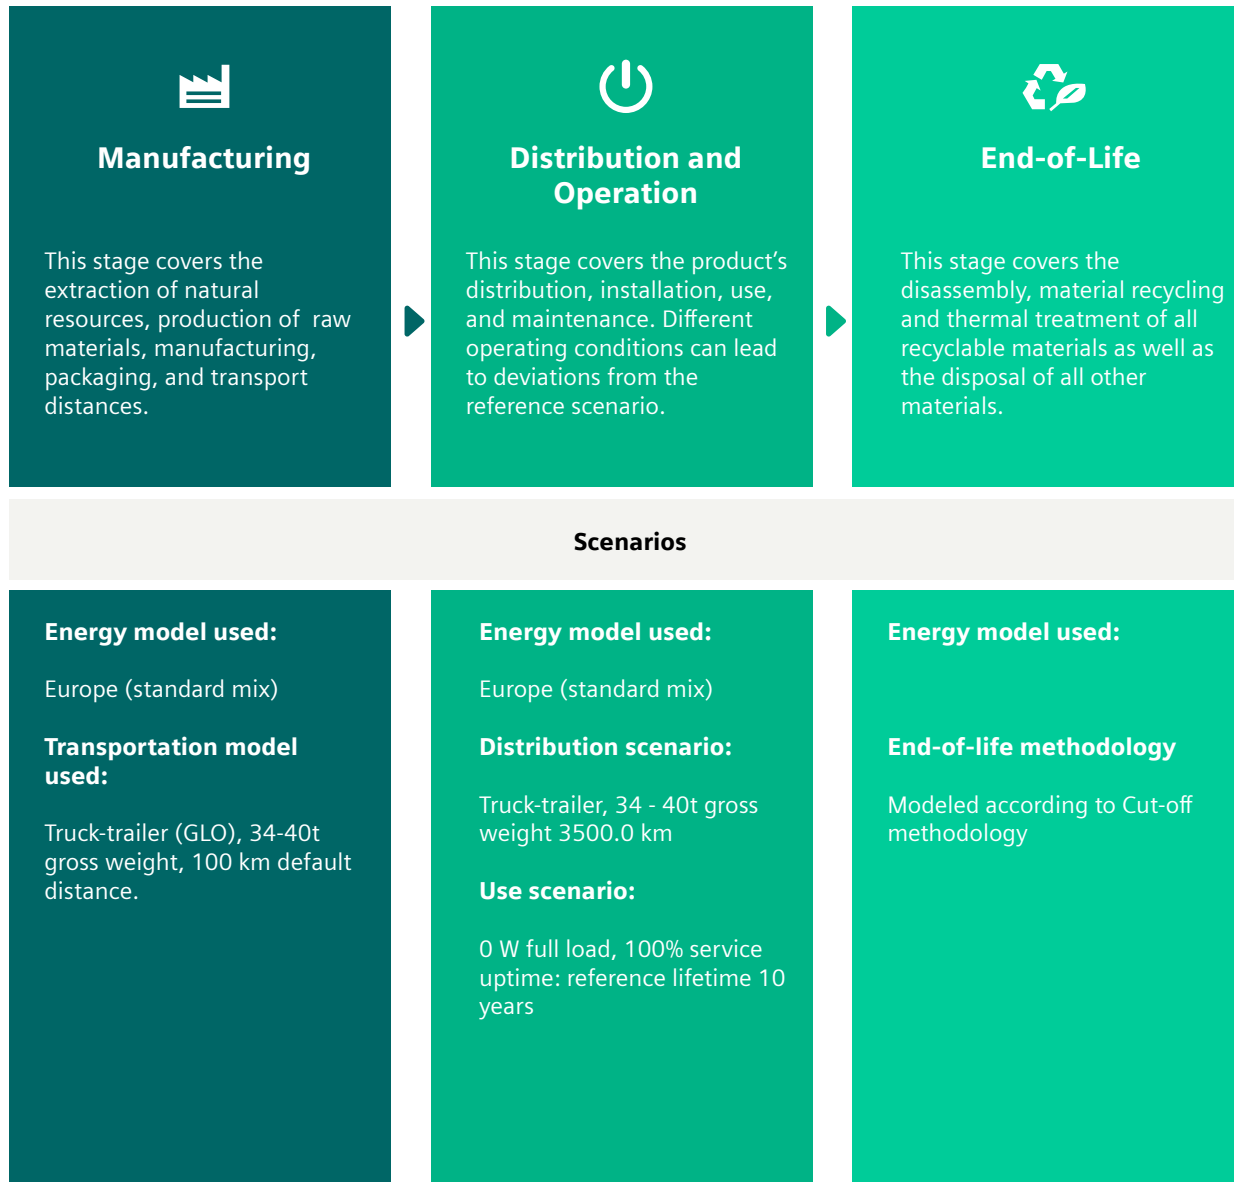 Manufacturing
This stage covers the
extraction of natural
resources, production of  raw
materials, manufacturing,
packaging, and transport
distances.
Distribution and
Operation
This stage covers the product’s
distribution, installation, use,
and maintenance. Different
operating conditions can lead
to deviations from the
reference scenario.
End-of-Life
This stage covers the
disassembly, material recycling
and thermal treatment of all
recyclable materials as well as
the disposal of all other
materials.
Scenarios
Energy model used:
Europe (standard mix)
Transportation model
used:
Truck-trailer (GLO), 34-40t
gross weight, 100 km default
distance.
Energy model used:
Europe (standard mix)
Distribution scenario:
Truck-trailer, 34 - 40t gross
weight 3500.0 km
Use scenario:
0 W full load, 100% service
uptime: reference lifetime 10
years
Energy model used:
End-of-life methodology
Modeled according to Cut-off
methodology